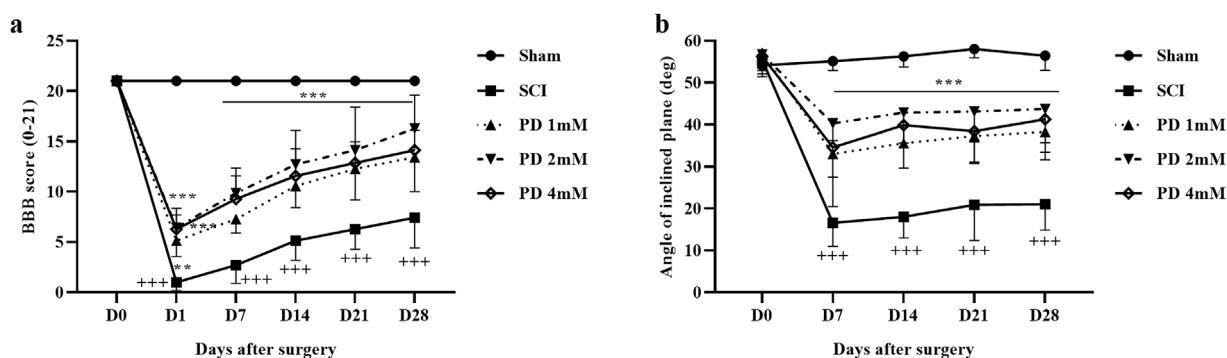 a
BBB score (0-21)
25
20
15
10
5
0
***
***
***
**
+++
+++
+++
+++
+++
D0 D1 D7 D14 D21 D28
Days after surgery
Sham
SCI
PD 1mM
PD 2mM
PD 4mM
b
Angle of inclined plane (deg)
60
50
40
30
20
10
0
***
+++
+++
+++
+++
D0 D7 D14 D21 D28
Days after surgery
Sham
SCI
PD 1mM
PD 2mM
PD 4mM